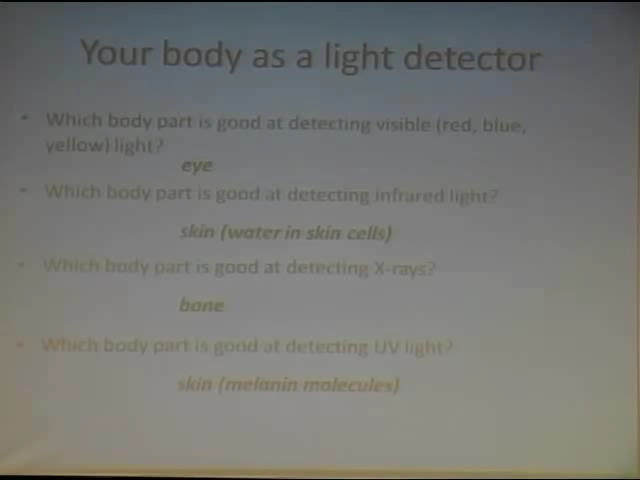 Your body as a light detector
• Which body part is good at detecting visible (red, blue,
yellow) light?
eye
• Which body part is good at detecting infrared light?
skin (water in skin cells)
• Which body part is good at detecting X-rays?
bone
• Which body part is good at detecting UV light?
skin (melanin molecules)